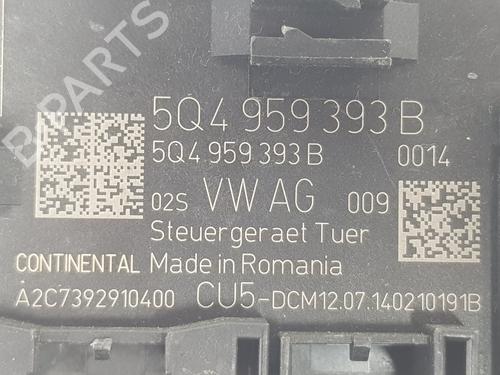 B-PARTS
5Q4 959 393 B
5Q4 959 393 B 0014
02S VW AG 009
Steuergeraet Tuer
CONTINENTAL Made in Romania
A2C7392910400 CU5-DCM12.07.140210191B